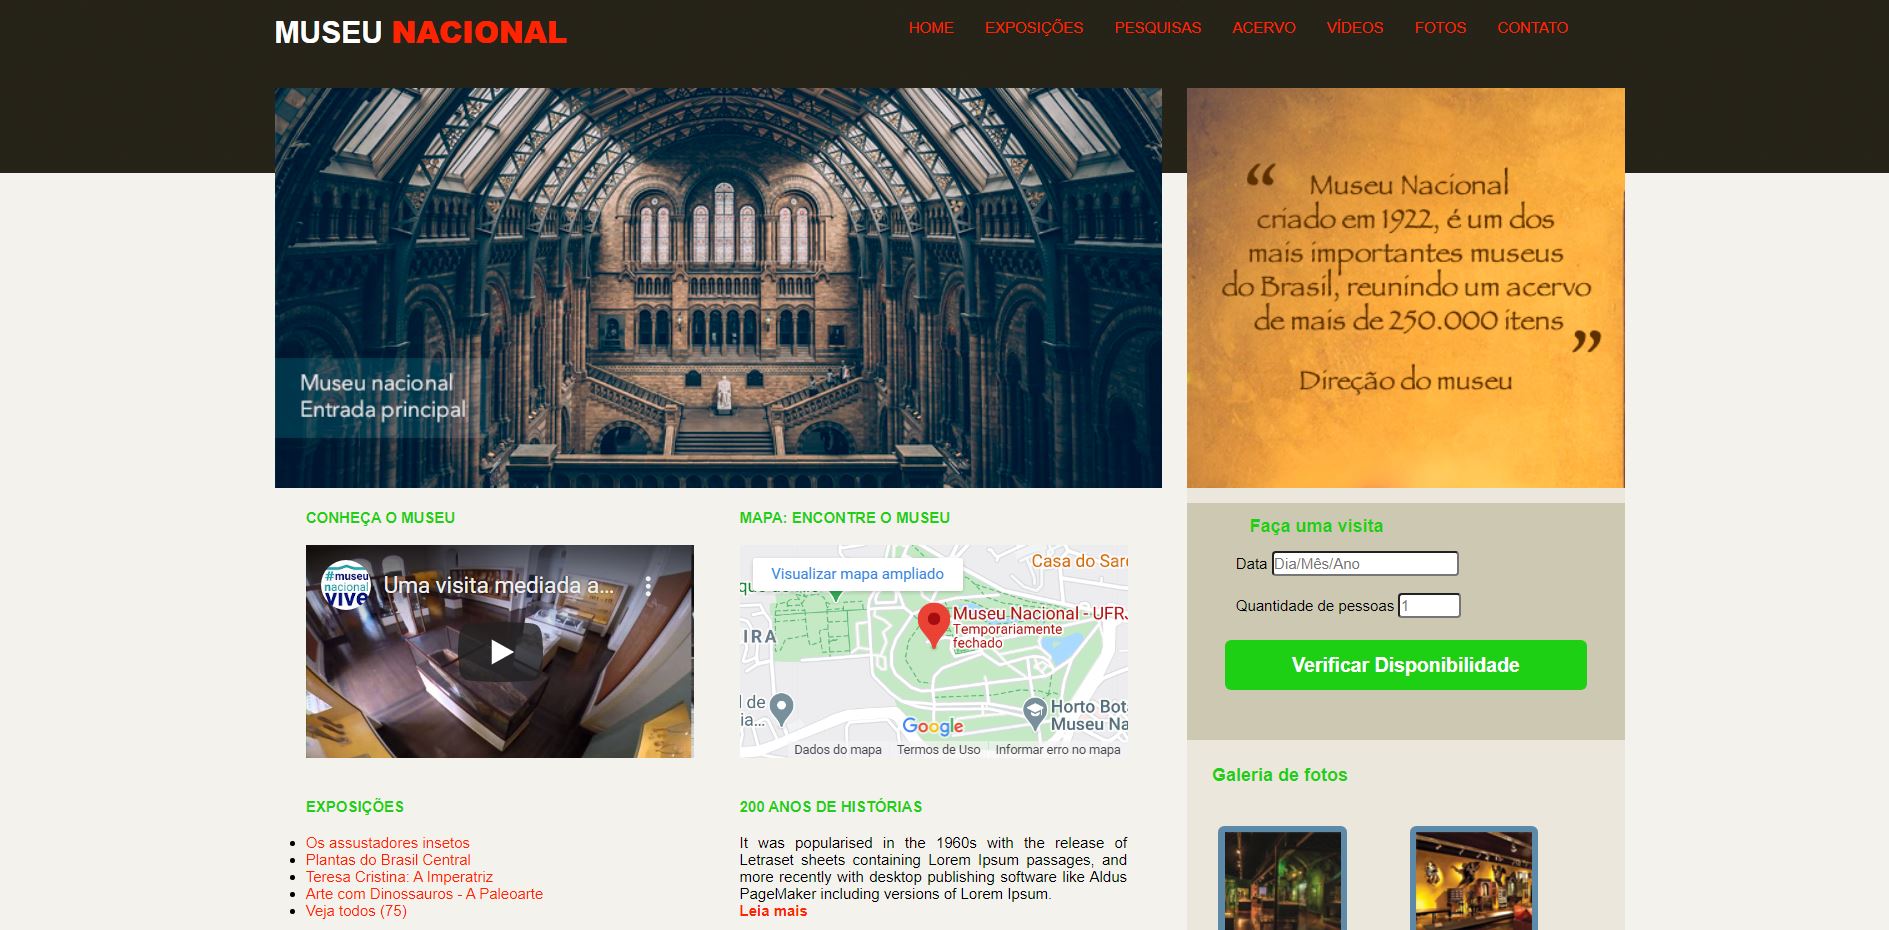 MUSEU NACIONAL
HOME EXPOSIÇÕES PESQUISAS ACERVO VÍDEOS FOTOS CONTATO
Museu nacional
Entrada principal
“ Museu Nacional
criado em 1922, é um dos
mais importantes museus
do Brasil, reunindo um acervo
de mais de 250.000 itens ”
Direção do museu
CONHEÇA O MUSEU
#museu
nacional
vive
Uma visita mediada a...
MAPA: ENCONTRE O MUSEU
Visualizar mapa ampliado
Casa do Sar
Museu Nacional - UFRJ
Temporariamente
fechado
IRA
l de
ia...
Horto Bot
Museu Na
Google
Dados do mapa Termos de Uso Informar erro no mapa
Faça uma visita
Data Dia/Mês/Ano
Quantidade de pessoas 1
Verificar Disponibilidade
EXPOSIÇÕES
Os assustadores insetos
Plantas do Brasil Central
Teresa Cristina: A Imperatriz
Arte com Dinossauros - A Paleoarte
Veja todos (75)
200 ANOS DE HISTÓRIAS
It was popularised in the 1960s with the release of
Letraset sheets containing Lorem Ipsum passages, and
more recently with desktop publishing software like Aldus
PageMaker including versions of Lorem Ipsum.
Leia mais
Galeria de fotos